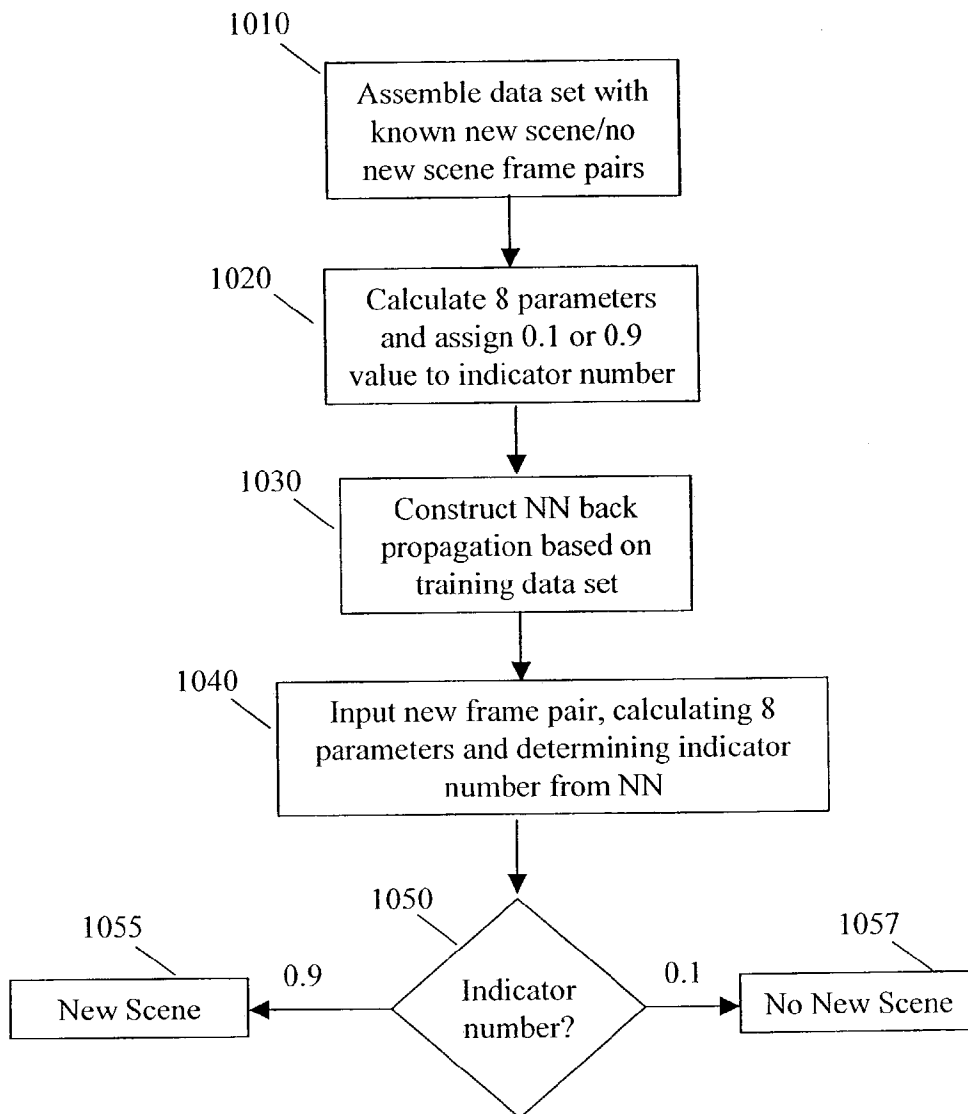 1010
Assemble data set with
known new scene/no
new scene frame pairs
1020
Calculate 8 parameters
and assign 0.1 or 0.9
value to indicator number
1030
Construct NN back
propagation based on
training data set
1040
Input new frame pair, calculating 8
parameters and determining indicator
number from NN
1050
Indicator
number?
0.9
1055
New Scene
0.1
1057
No New Scene